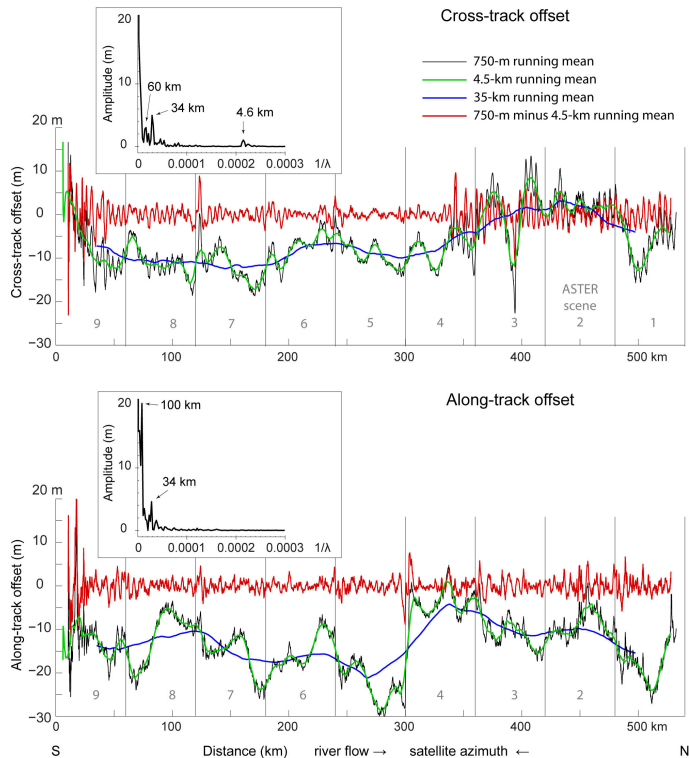 Cross-track offset
Amplitude (m)
20
10
0
60 km
34 km
4.6 km
0
0.0001
0.0002
0.0003
1/λ
750-m running mean
4.5-km running mean
35-km running mean
750-m minus 4.5-km running mean
Cross-track offset (m)
20 m
10
0
−10
−20
−30
ASTER
scene
9
8
7
6
5
4
3
2
1
0
100
200
300
400
500 km
Along-track offset
Amplitude (m)
20
10
0
100 km
34 km
0
0.0001
0.0002
0.0003
1/λ
Along-track offset (m)
20 m
10
0
−10
−20
−30
9
8
7
6
4
3
2
0
100
200
300
400
500 km
S
Distance (km)
river flow →
satellite azimuth ←
N